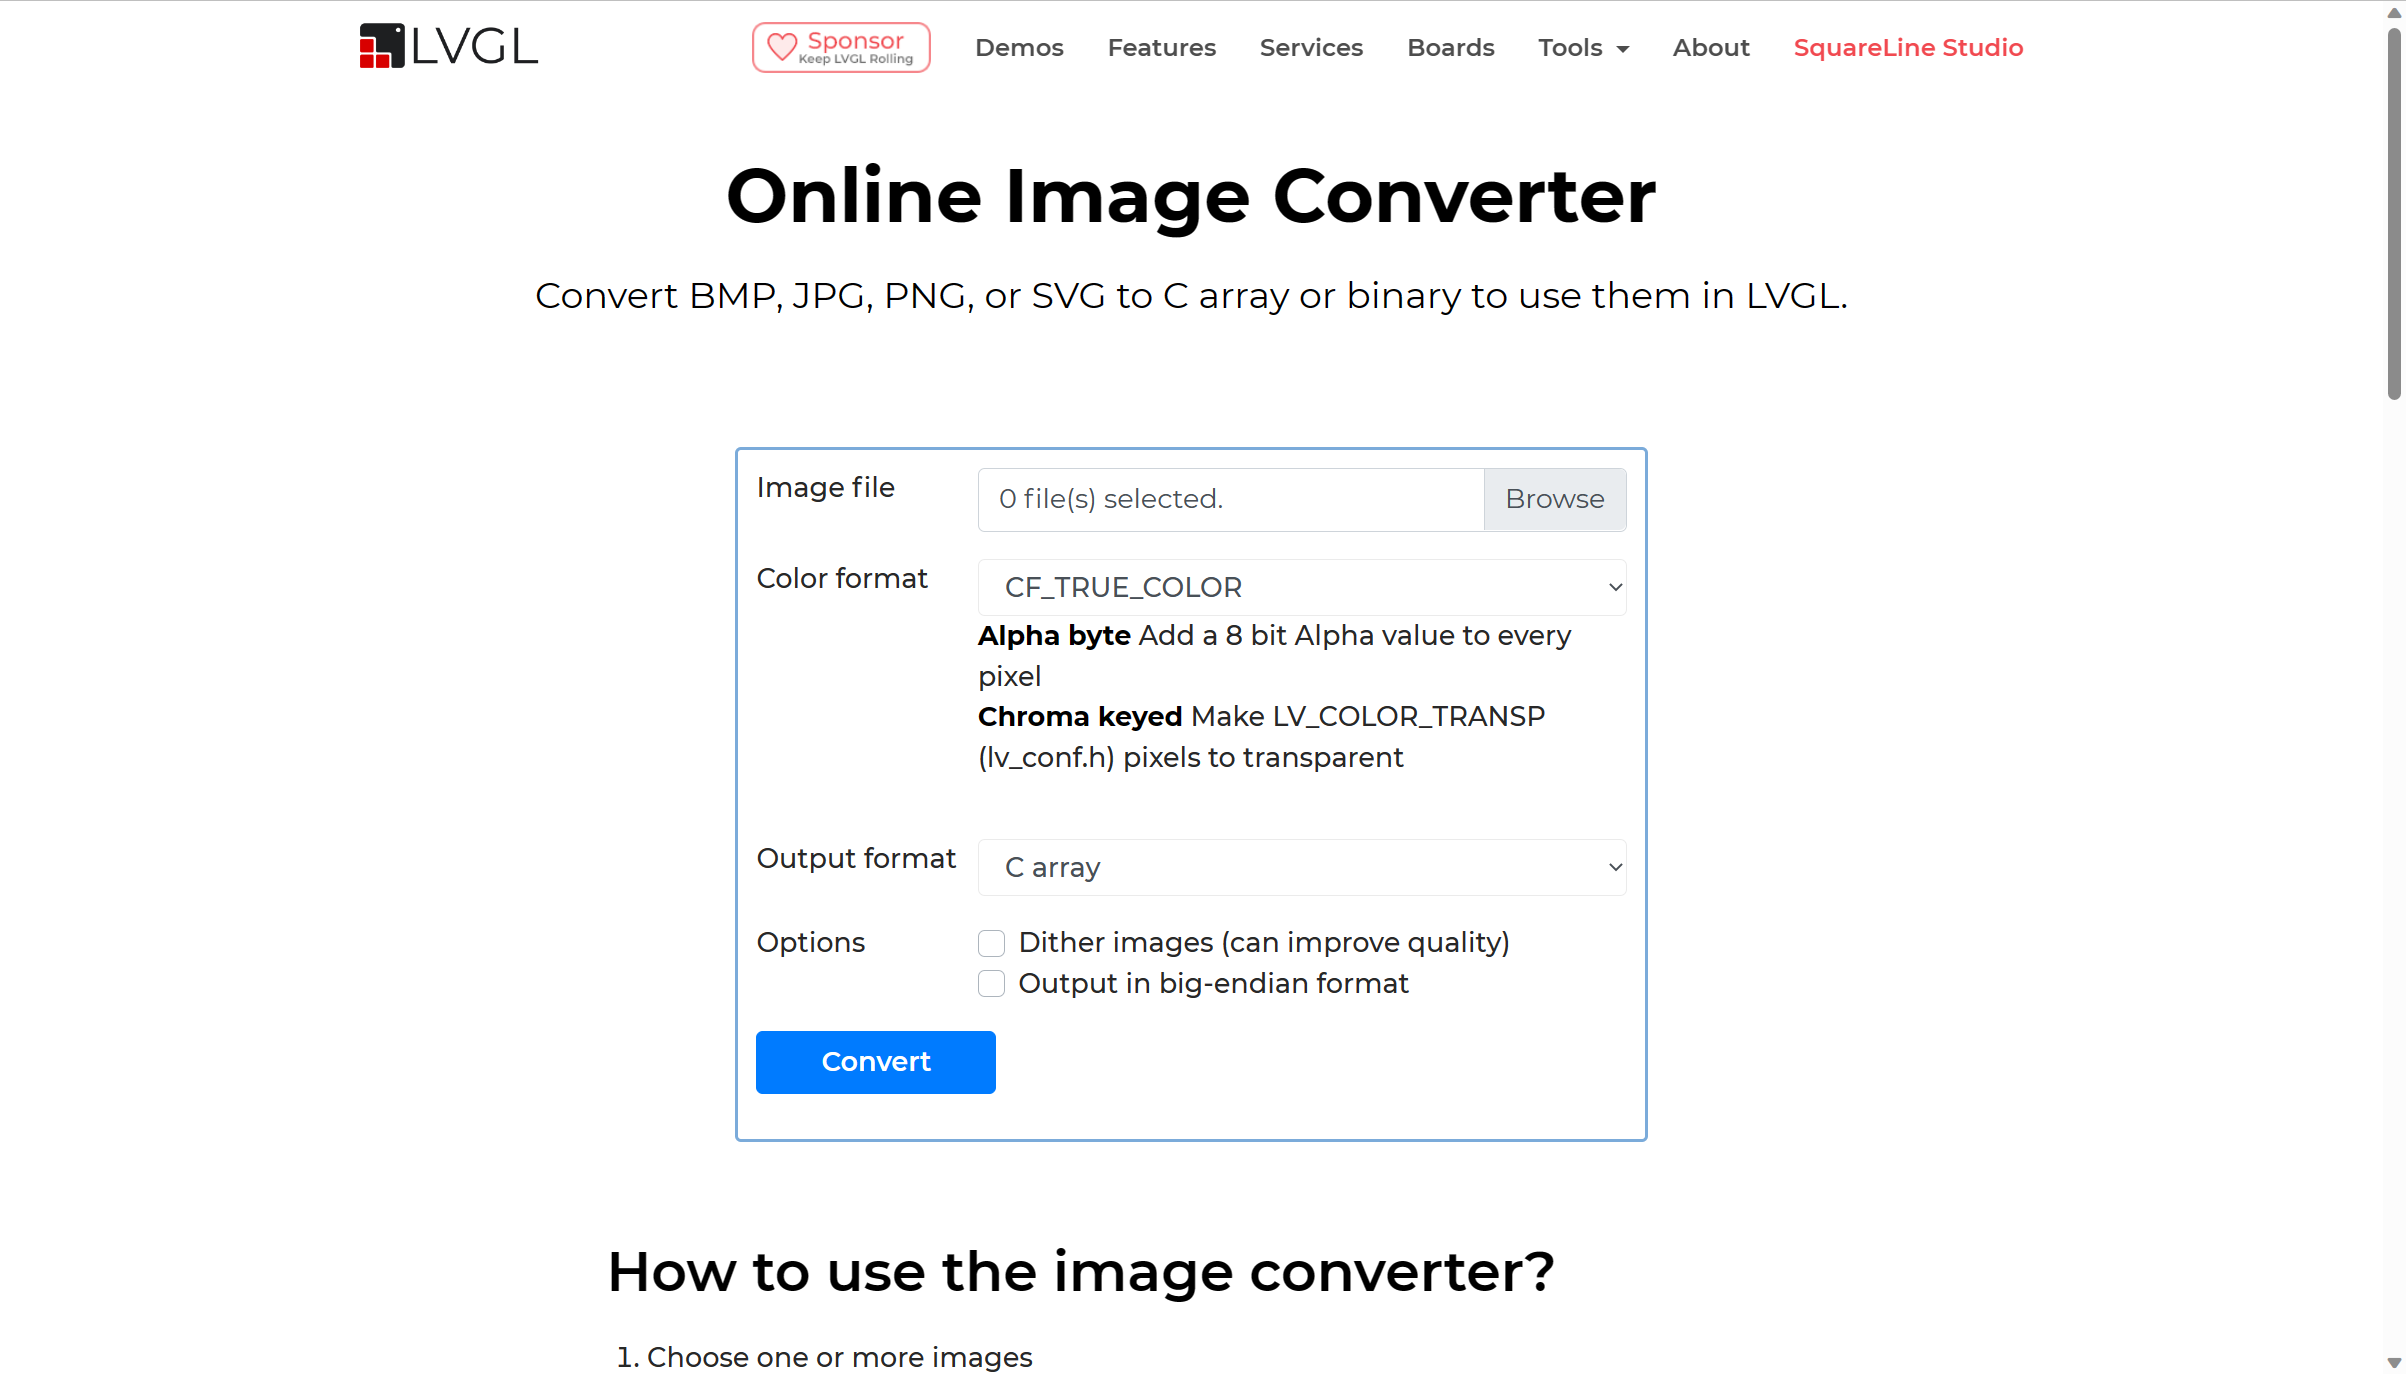 LVGL
Sponsor
Keep LVGL Rolling
Demos
Features
Services
Boards
Tools
About
SquareLine Studio
Online Image Converter
Convert BMP, JPG, PNG, or SVG to C array or binary to use them in LVGL.
Image file
0 file(s) selected.
Browse
Color format
CF_TRUE_COLOR
Alpha byte Add a 8 bit Alpha value to every
pixel
Chroma keyed Make LV_COLOR_TRANSP
(lv_conf.h) pixels to transparent
Output format
C array
Options
Dither images (can improve quality)
Output in big-endian format
Convert
How to use the image converter?
1. Choose one or more images